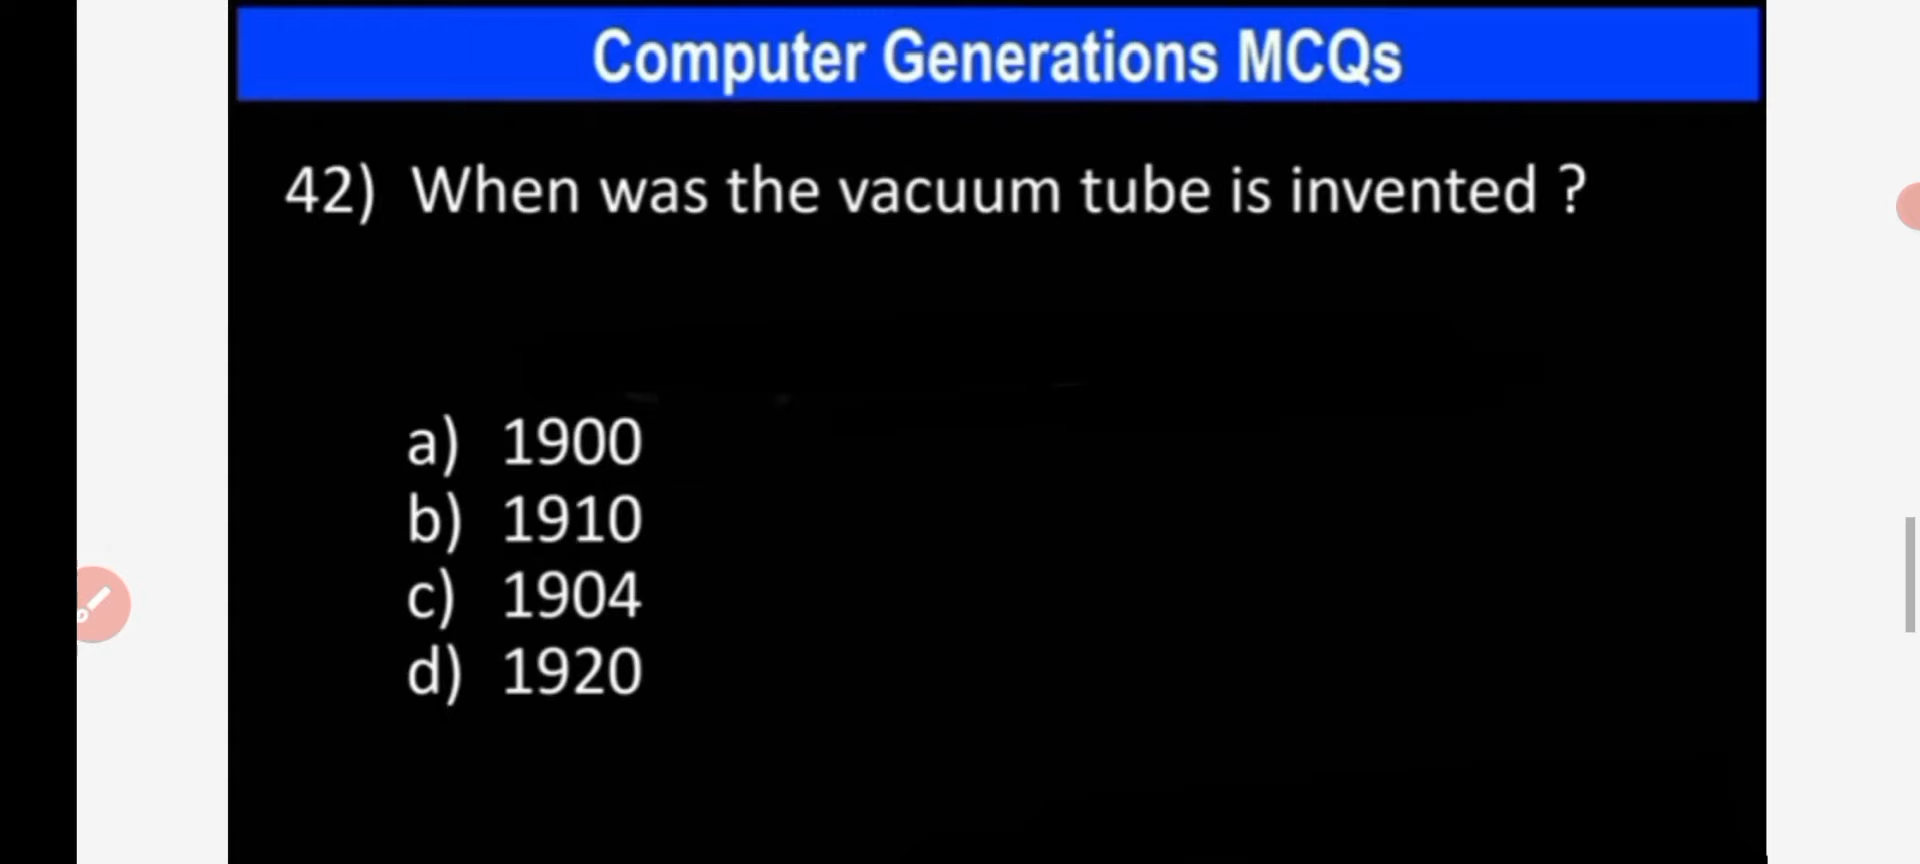 Computer Generations MCQs
42) When was the vacuum tube is invented ?
a) 1900
b) 1910
c) 1904
d) 1920